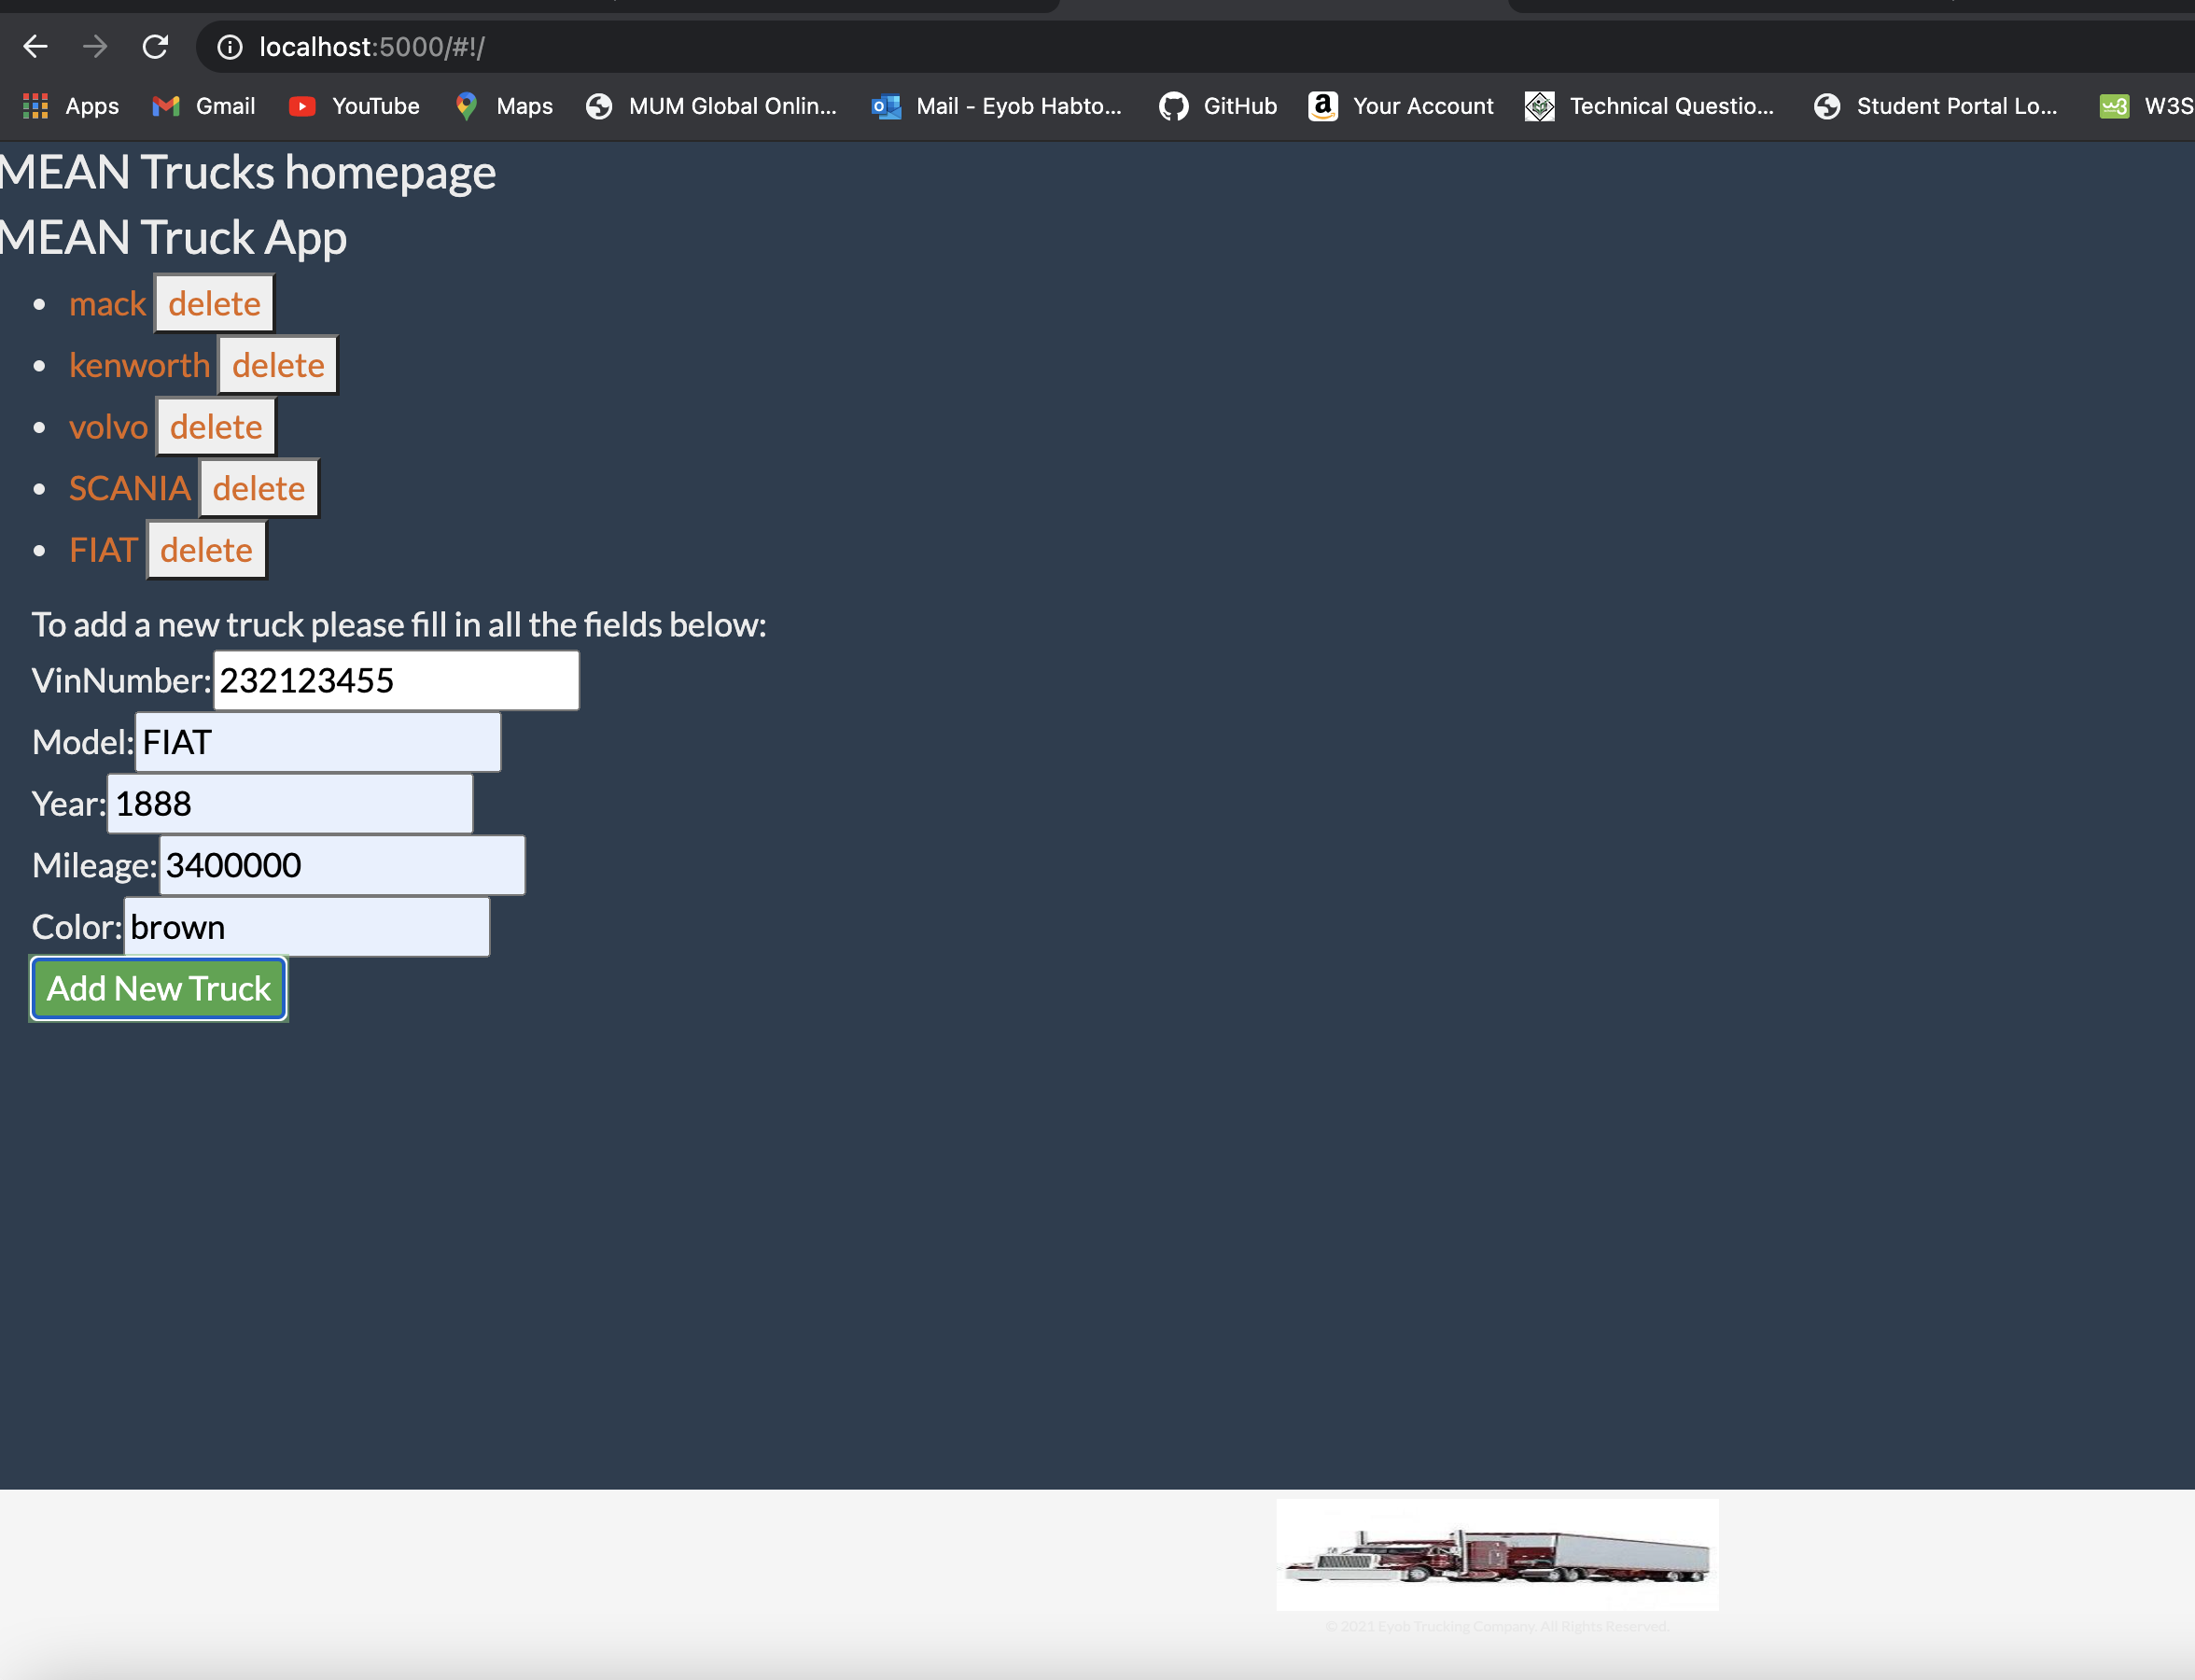 localhost:5000/#!/
Apps Gmail YouTube Maps MUM Global Onlin... Mail - Eyob Habto... GitHub Your Account Technical Questio... Student Portal Lo... W3S
MEAN Trucks homepage
MEAN Truck App
mack delete
kenworth delete
volvo delete
SCANIA delete
FIAT delete
To add a new truck please fill in all the fields below:
VinNumber: 232123455
Model: FIAT
Year: 1888
Mileage: 3400000
Color: brown
Add New Truck
© 2021 Eyob Trucking Company. All Rights Reserved.